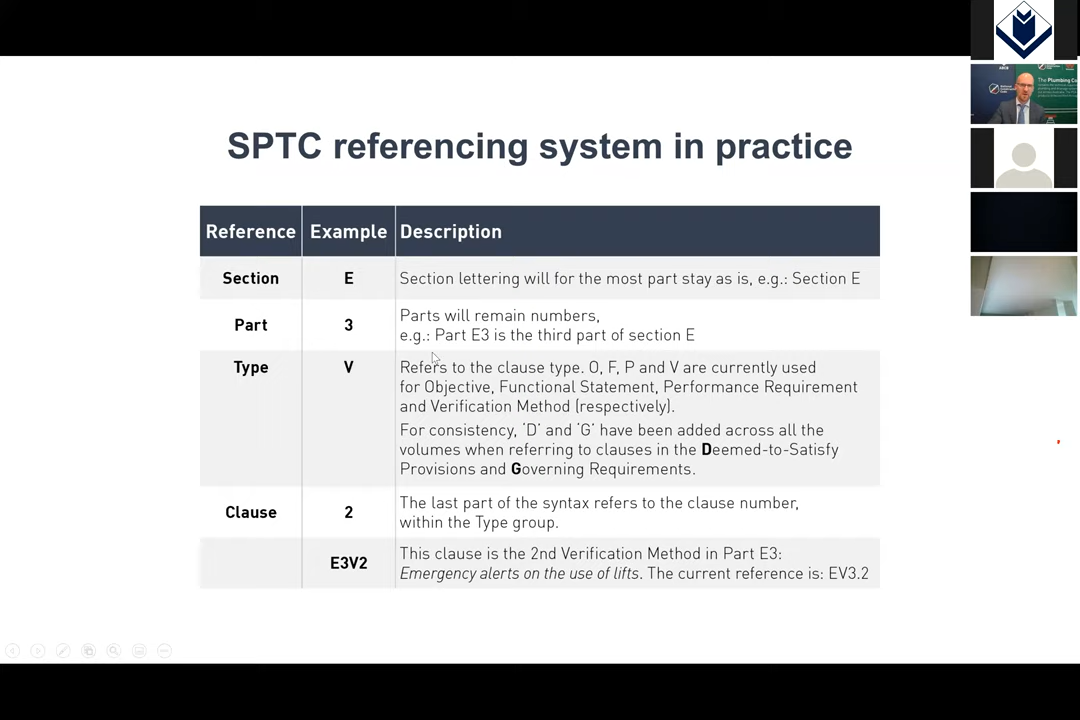 SPTC referencing system in practice
Reference Example Description
Section E Section lettering will for the most part stay as is, e.g.: Section E
Part 3 Parts will remain numbers,
e.g.: Part E3 is the third part of section E
Type V Refers to the clause type. O, F, P and V are currently used
for Objective, Functional Statement, Performance Requirement
and Verification Method (respectively).
For consistency, ‘D’ and ‘G’ have been added across all the
volumes when referring to clauses in the Deemed-to-Satisfy
Provisions and Governing Requirements.
Clause 2 The last part of the syntax refers to the clause number,
within the Type group.
E3V2 This clause is the 2nd Verification Method in Part E3:
Emergency alerts on the use of lifts. The current reference is: EV3.2
The Plumbing